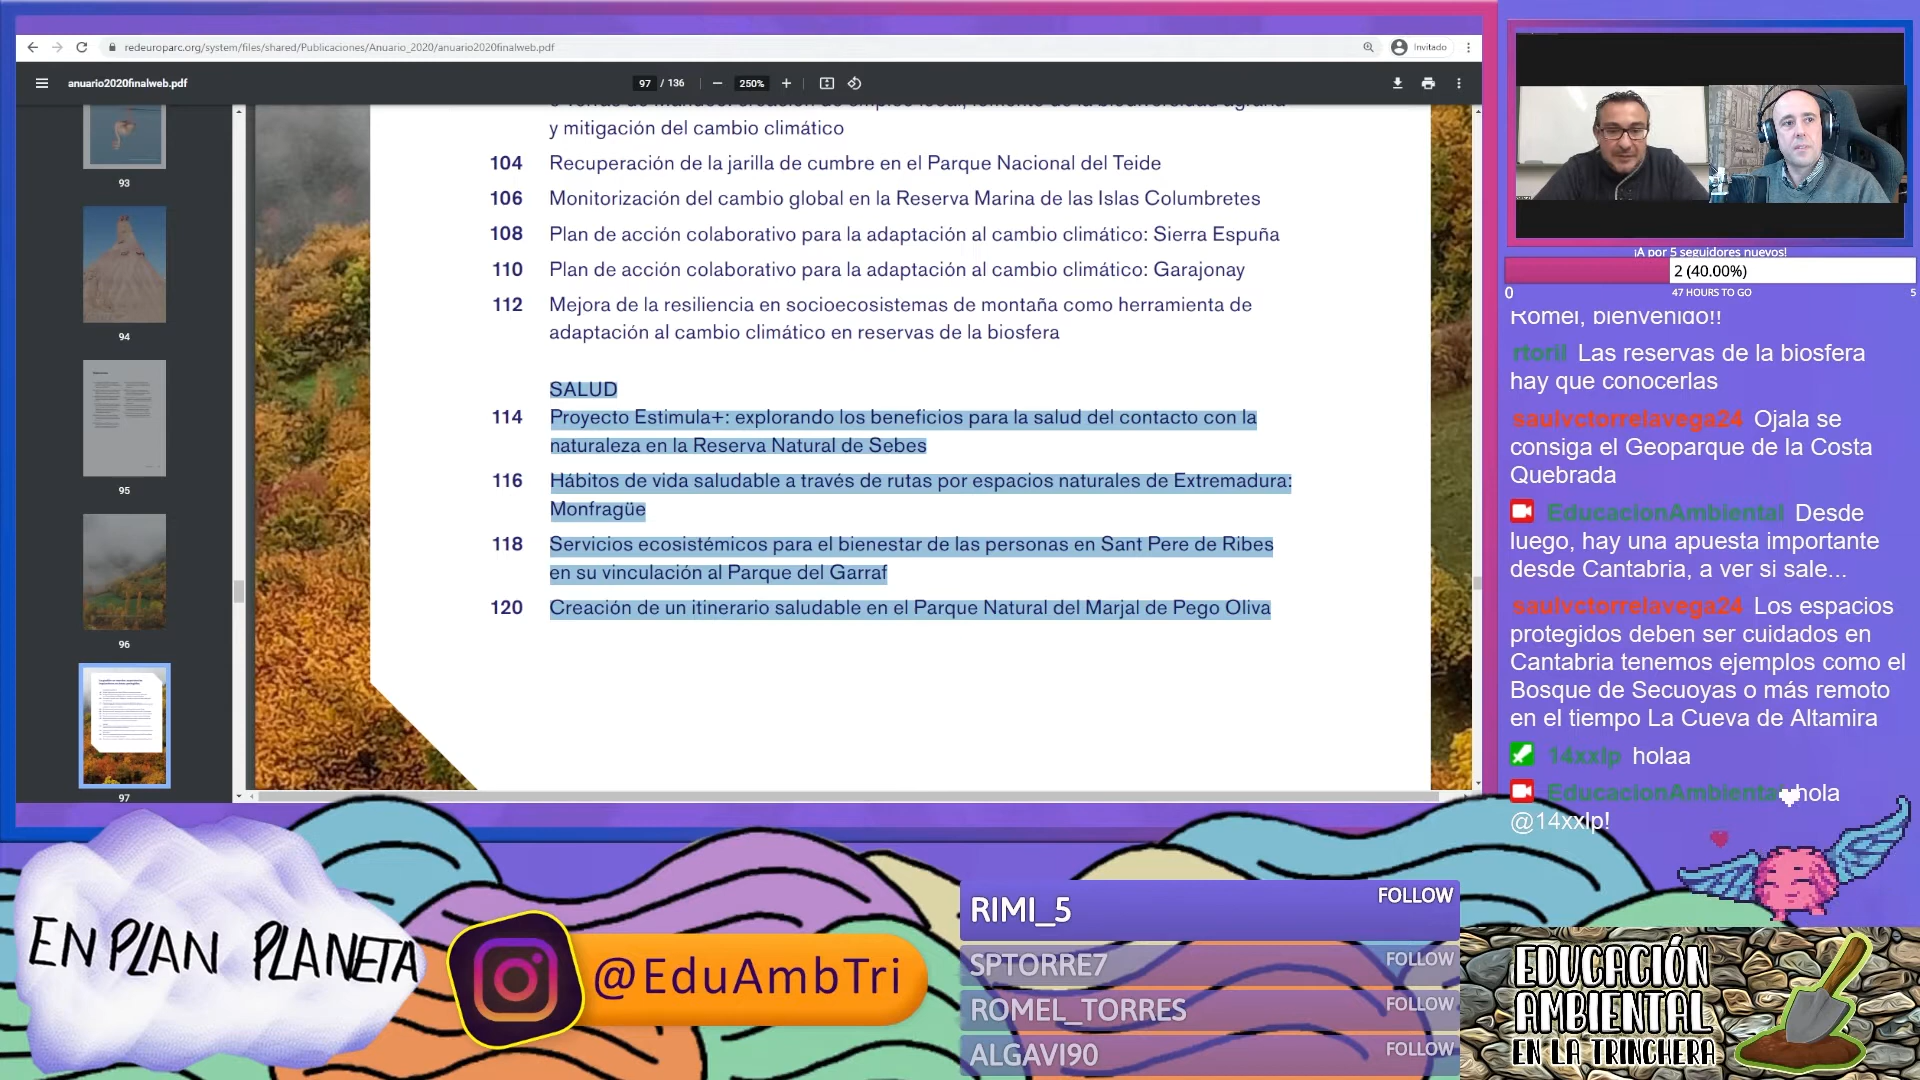 redeuroparc.org/system/files/shared/Publicaciones/Anuario_2020/anuario2020finalweb.pdf
Invitado
anuario2020finalweb.pdf
97 / 136
250%
93
94
95
96
97
y mitigación del cambio climático
104 Recuperación de la jarilla de cumbre en el Parque Nacional del Teide
106 Monitorización del cambio global en la Reserva Marina de las Islas Columbretes
108 Plan de acción colaborativo para la adaptación al cambio climático: Sierra Espuña
110 Plan de acción colaborativo para la adaptación al cambio climático: Garajonay
112 Mejora de la resiliencia en socioecosistemas de montaña como herramienta de
adaptación al cambio climático en reservas de la biosfera
SALUD
114 Proyecto Estimula+: explorando los beneficios para la salud del contacto con la
naturaleza en la Reserva Natural de Sebes
116 Hábitos de vida saludable a través de rutas por espacios naturales de Extremadura:
Monfragüe
118 Servicios ecosistémicos para el bienestar de las personas en Sant Pere de Ribes
en su vinculación al Parque del Garraf
120 Creación de un itinerario saludable en el Parque Natural del Marjal de Pego Oliva
¡A por 5 seguidores nuevos!
2 (40.00%)
0 47 HOURS TO GO 5
Romel, bienvenido!!
rtoril Las reservas de la biosfera
hay que conocerlas
saulvctorrelavega24 Ojala se
consiga el Geoparque de la Costa
Quebrada
EducacionAmbiental Desde
luego, hay una apuesta importante
desde Cantabria, a ver si sale...
saulvctorrelavega24 Los espacios
protegidos deben ser cuidados en
Cantabria tenemos ejemplos como el
Bosque de Secuoyas o más remoto
en el tiempo La Cueva de Altamira
14xxlp holaa
EducacionAmbiental hola
@14xxlp!
EN PLAN PLANETA
@EduAmbTri
RIMI_5 FOLLOW
SPTORRE7 FOLLOW
ROMEL_TORRES FOLLOW
ALGAVI90 FOLLOW
EDUCACIÓN
AMBIENTAL
EN LA TRINCHERA